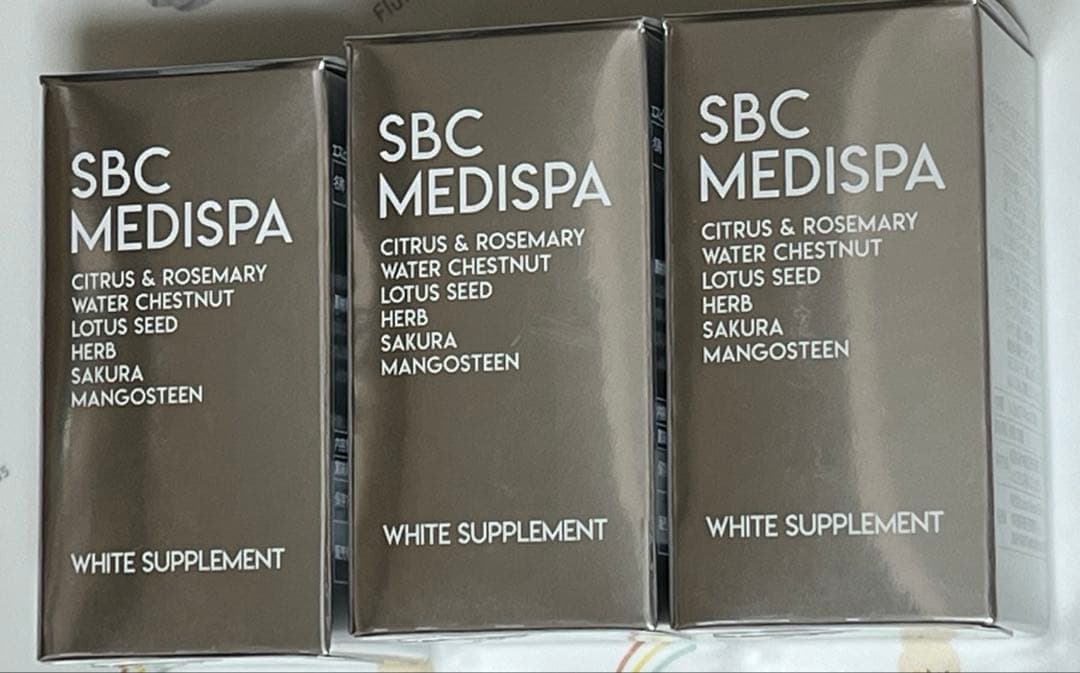 SBC
MEDISPA
CITRUS & ROSEMARY
WATER CHESTNUT
LOTUS SEED
HERB
SAKURA
MANGOSTEEN
WHITE SUPPLEMENT
SBC
MEDISPA
CITRUS & ROSEMARY
WATER CHESTNUT
LOTUS SEED
HERB
SAKURA
MANGOSTEEN
WHITE SUPPLEMENT
SBC
MEDISPA
CITRUS & ROSEMARY
WATER CHESTNUT
LOTUS SEED
HERB
SAKURA
MANGOSTEEN
WHITE SUPPLEMENT